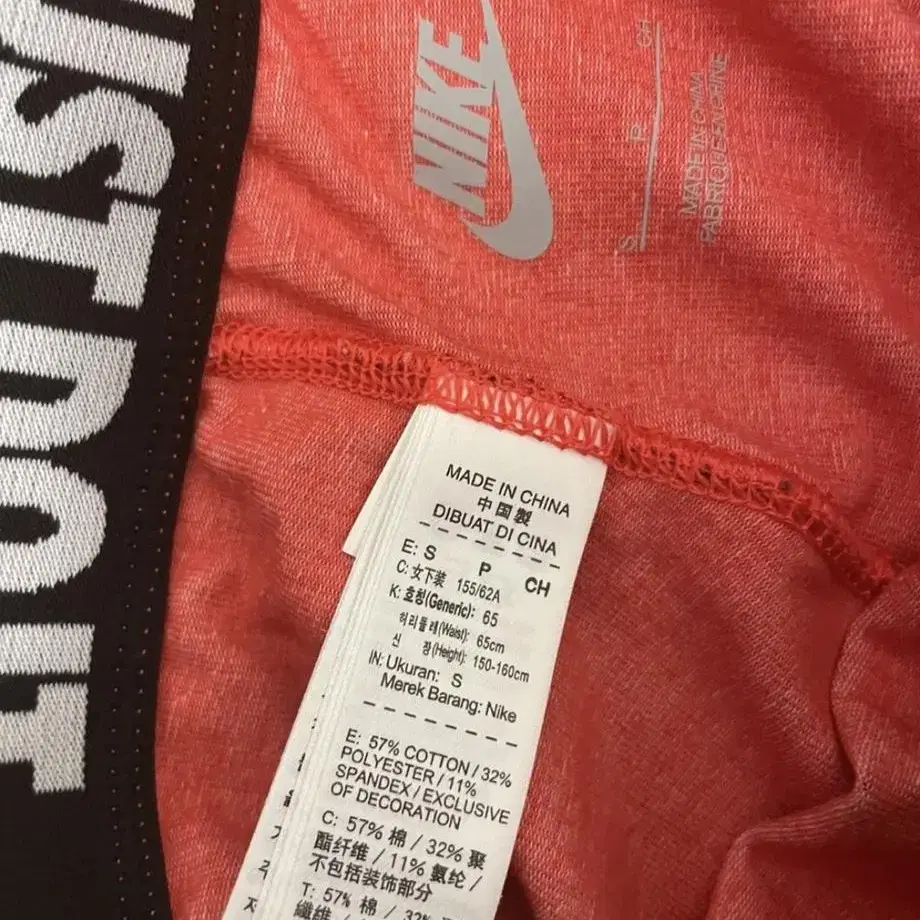 JUST DO IT
NIKE
S P CH
MADE IN CHINA
FABRIQUÉ EN CHINE
MADE IN CHINA
中国製
DIBUAT DI CINA
E: S P CH
C: 女下装 155/62A
K: 호칭(Generic): 65
허리둘레(Waist): 65cm
신 장(Height): 150-160cm
IN: Ukuran: S
Merek Barang: Nike
E: 57% COTTON / 32%
POLYESTER / 11%
SPANDEX / EXCLUSIVE
OF DECORATION
C: 57% 棉 / 32% 聚
酯纤维 / 11% 氨纶 /
不包括装饰部分
T: 57% 棉 / 32%